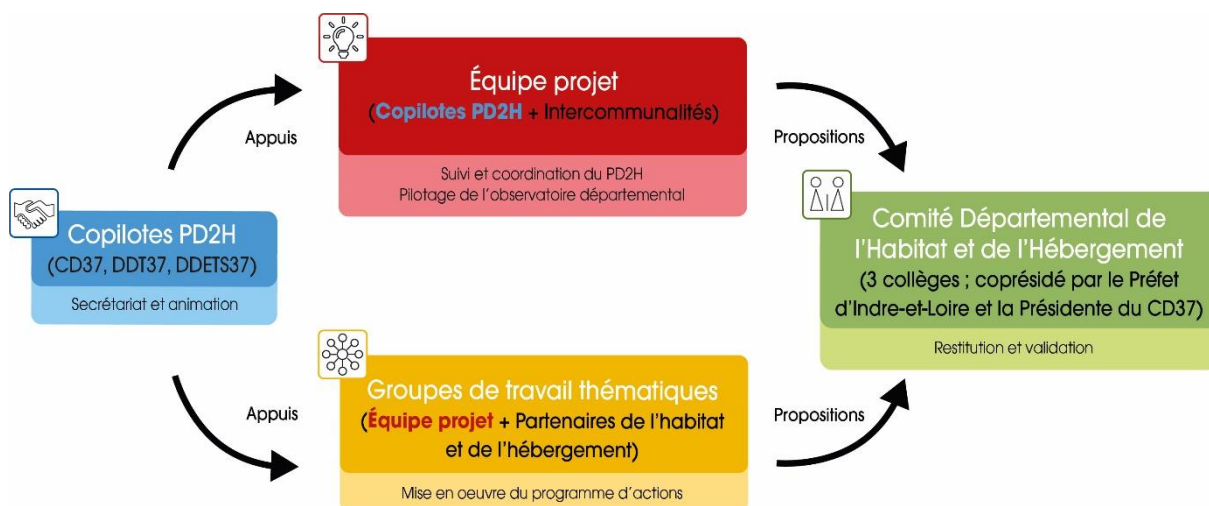 Équipe projet
(Copilotes PD2H + Intercommunalités)
Suivi et coordination du PD2H
Pilotage de l'observatoire départemental
Appuis
Propositions
Copilotes PD2H
(CD37, DDT37, DDETS37)
Secrétariat et animation
Comité Départemental de
l'Habitat et de l'Hébergement
(3 collèges ; coprésidé par le Préfet
d'Indre-et-Loire et la Présidente du CD37)
Restitution et validation
Appuis
Propositions
Groupes de travail thématiques
(Équipe projet + Partenaires de l'habitat
et de l'hébergement)
Mise en oeuvre du programme d'actions